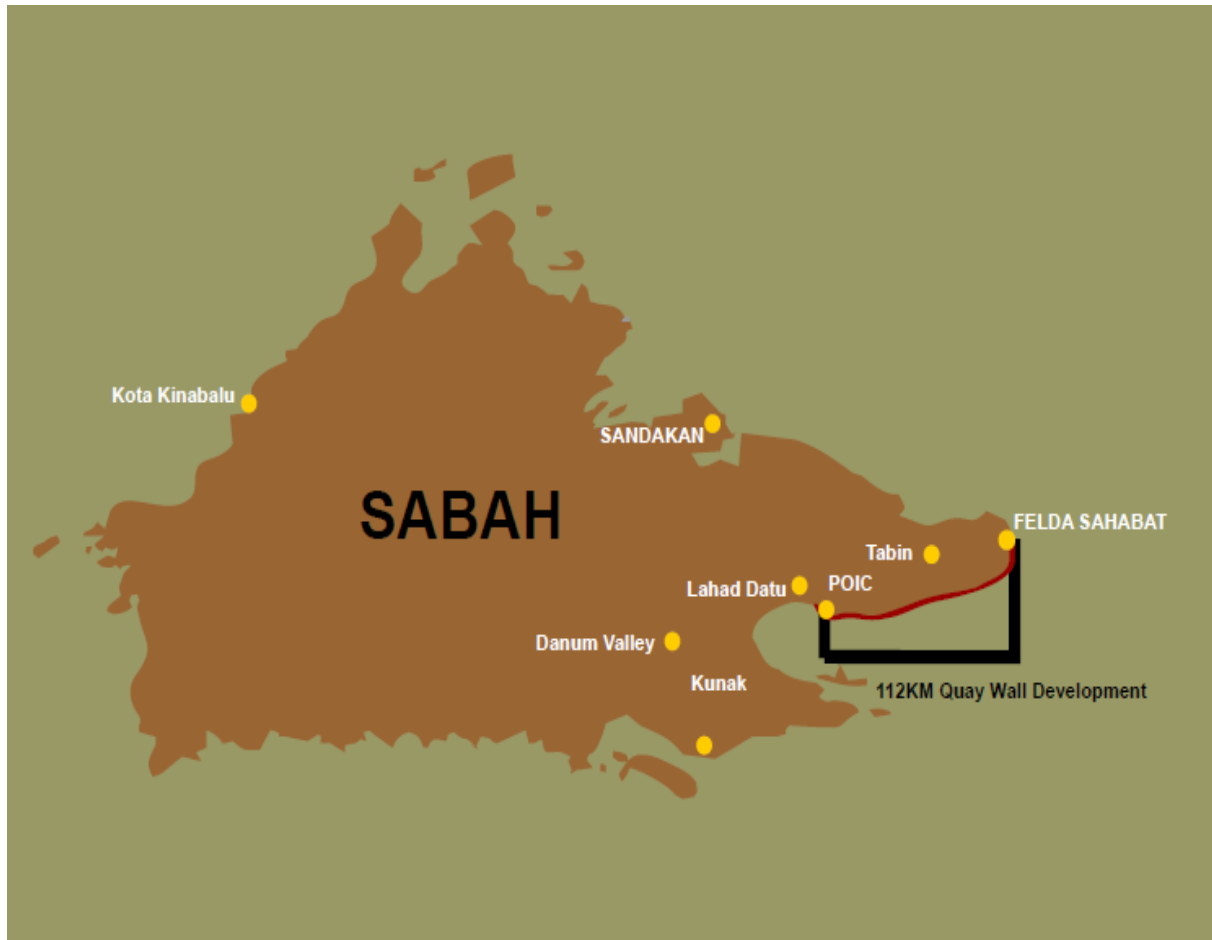 Kota Kinabalu
SANDAKAN
SABAH
FELDA SAHABAT
Tabin
POIC
Lahad Datu
Danum Valley
Kunak
112KM Quay Wall Development